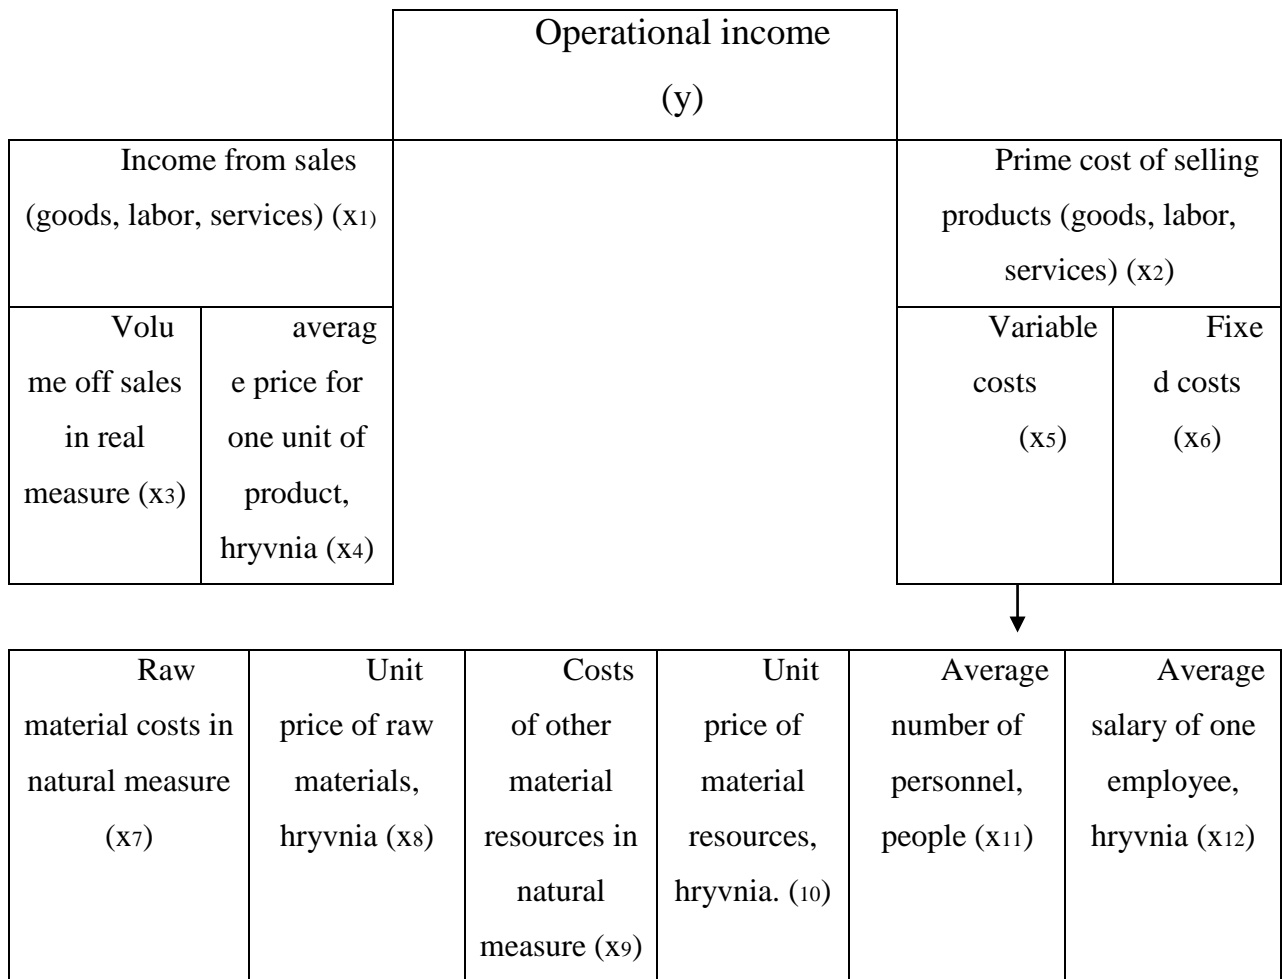 Operational income
(y)
Income from sales
(goods, labor, services) (x1)
Prime cost of selling
products (goods, labor,
services) (x2)
Volu
me off sales
in real
measure (x3)
averag
e price for
one unit of
product,
hryvnia (x4)
Variable
costs
(x5)
Fixe
d costs
(x6)
Raw
material costs in
natural measure
(x7)
Unit
price of raw
materials,
hryvnia (x8)
Costs
of other
material
resources in
natural
measure (x9)
Unit
price of
material
resources,
hryvnia. (10)
Average
number of
personnel,
people (x11)
Average
salary of one
employee,
hryvnia (x12)